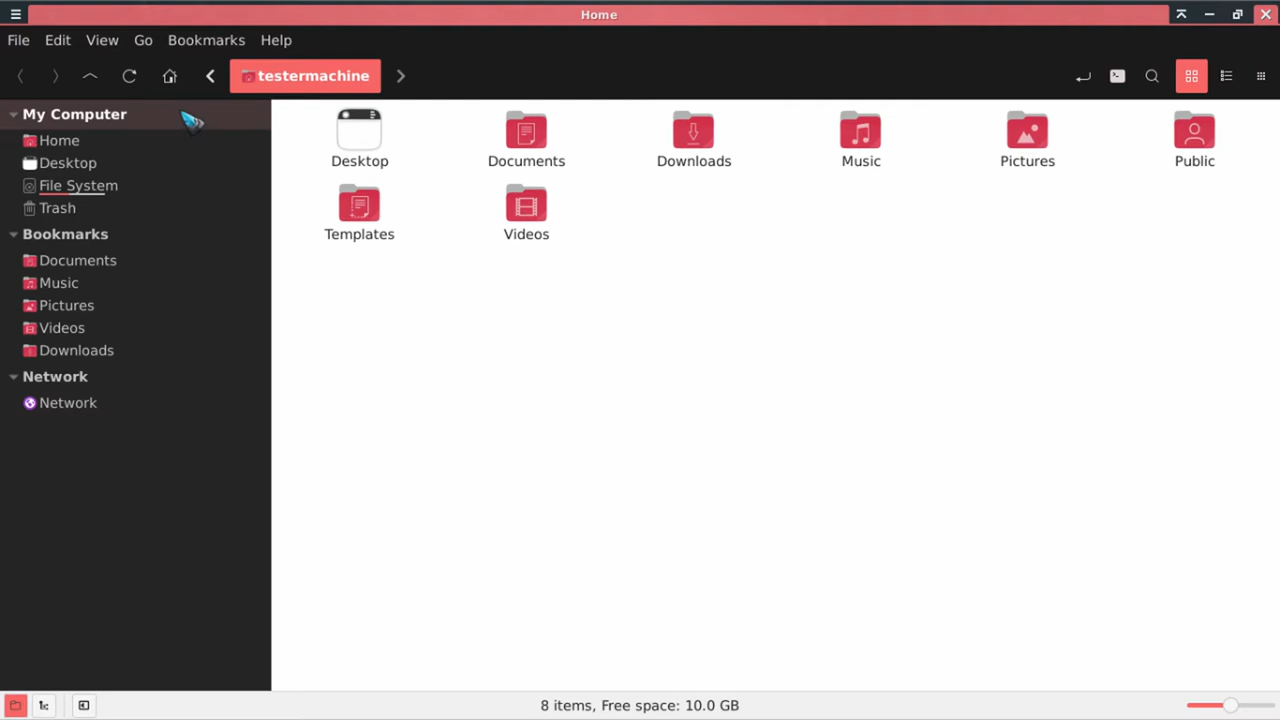 Home
File Edit View Go Bookmarks Help
testermachine
My Computer
Home
Desktop
File System
Trash
Bookmarks
Documents
Music
Pictures
Videos
Downloads
Network
Network
Desktop Documents Downloads Music Pictures Public
Templates Videos
8 items, Free space: 10.0 GB